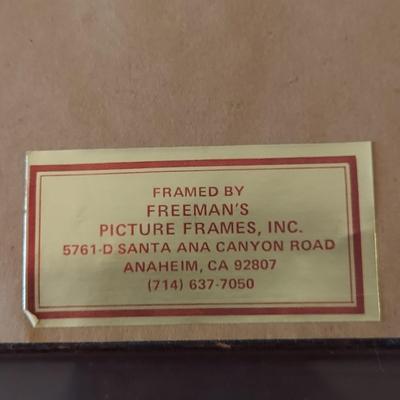 FRAMED BY
FREEMAN'S
PICTURE FRAMES, INC.
5761-D SANTA ANA CANYON ROAD
ANAHEIM, CA 92807
(714) 637-7050